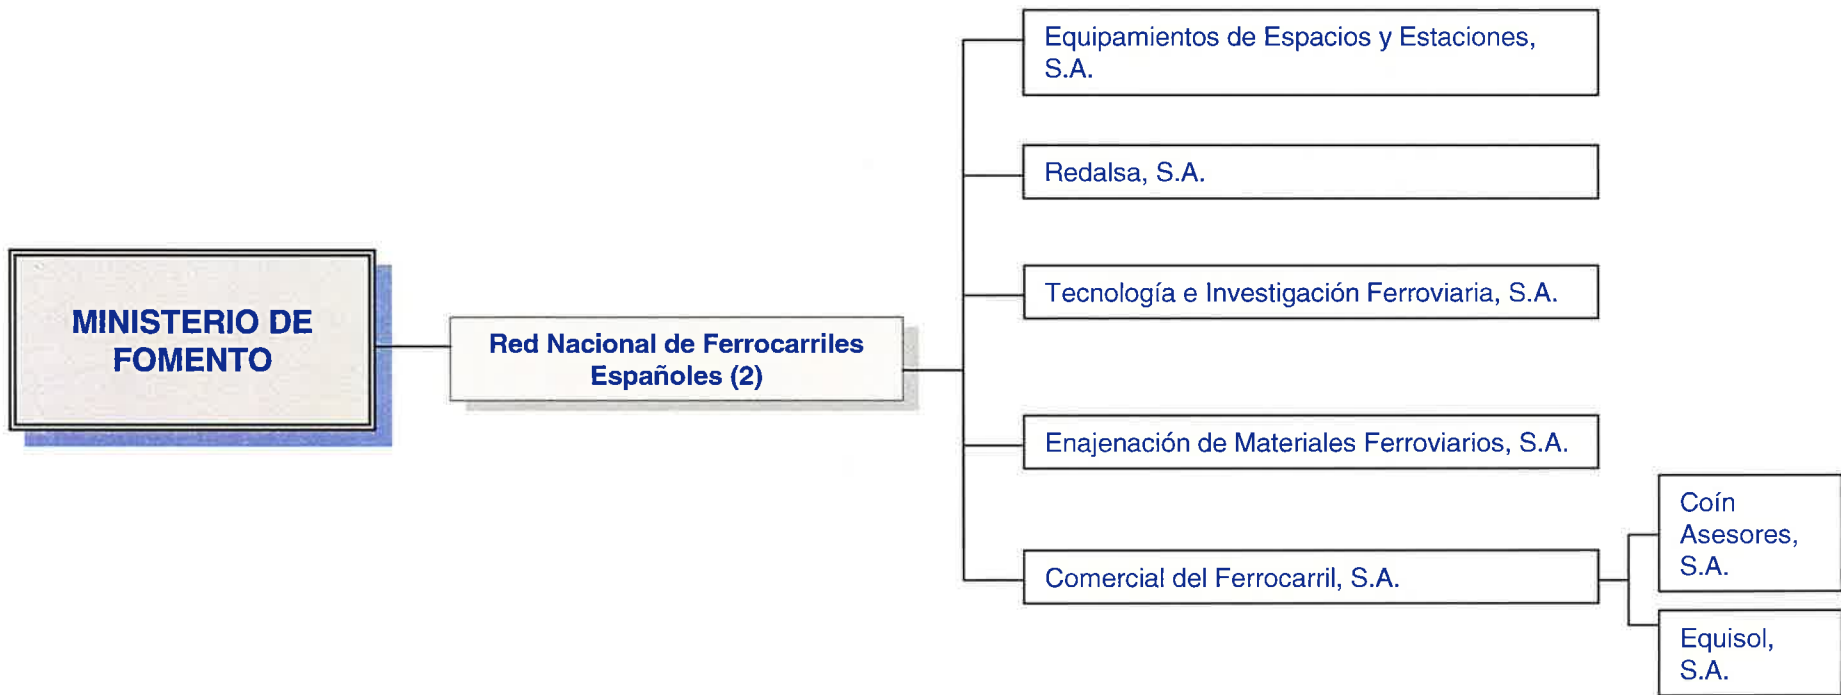 MINISTERIO DE
FOMENTO
Red Nacional de Ferrocarriles
Españoles (2)
Equipamientos de Espacios y Estaciones,
S.A.
Redalsa, S.A.
Tecnología e Investigación Ferroviaria, S.A.
Enajenación de Materiales Ferroviarios, S.A.
Comercial del Ferrocarril, S.A.
Coín
Asesores,
S.A.
Equisol,
S.A.